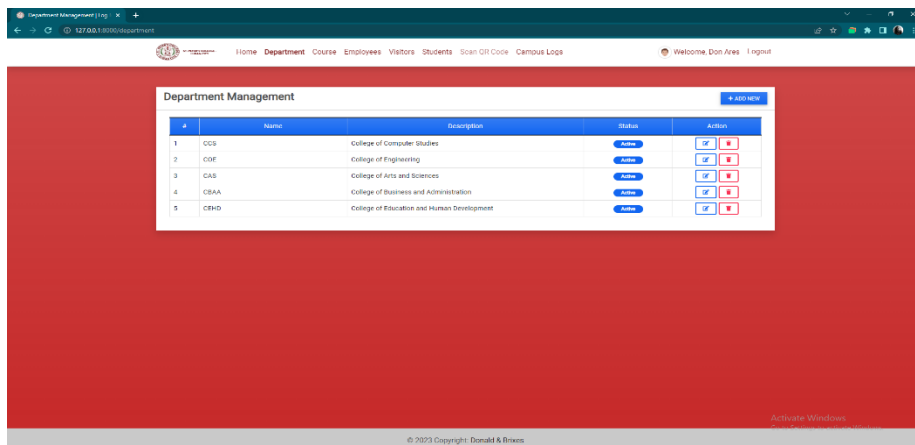 Department Management | Log
127.0.0.1:8000/department
Home Department Course Employees Visitors Students Scan QR Code Campus Logs Welcome, Don Ares Logout
Department Management
+ ADD NEW
# Name Description Status Action
1 CCS College of Computer Studies Active
2 COE College of Engineering Active
3 CAS College of Arts and Sciences Active
4 CBAA College of Business and Administration Active
5 CEHD College of Education and Human Development Active
Activate Windows
© 2023 Copyright: Donald & Brixes